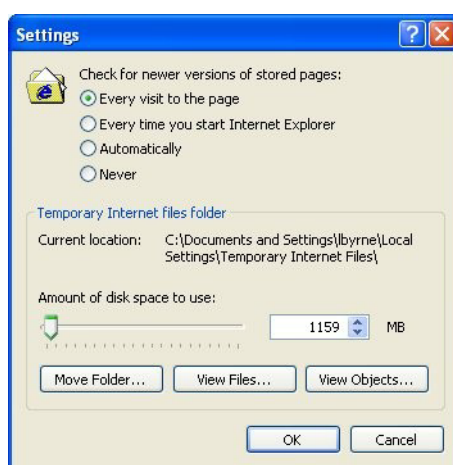 Settings
Check for newer versions of stored pages:
Every visit to the page
Every time you start Internet Explorer
Automatically
Never
Temporary Internet files folder
Current location: C:\Documents and Settings\lbyrne\Local
Settings\Temporary Internet Files\
Amount of disk space to use:
1159 MB
Move Folder... View Files... View Objects...
OK Cancel